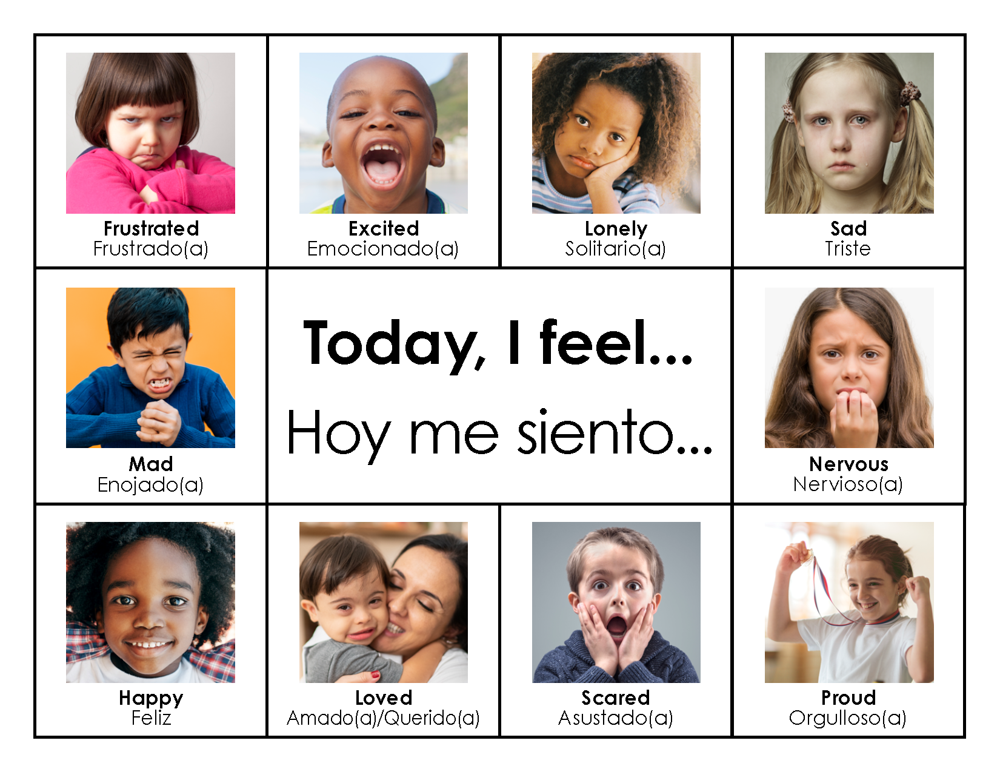 Frustrated
Frustrado(a)
Excited
Emocionado(a)
Lonely
Solitario(a)
Sad
Triste
Mad
Enojado(a)
Today, I feel...
Hoy me siento...
Nervous
Nervioso(a)
Happy
Feliz
Loved
Amado(a)/Querido(a)
Scared
Asustado(a)
Proud
Orgulloso(a)